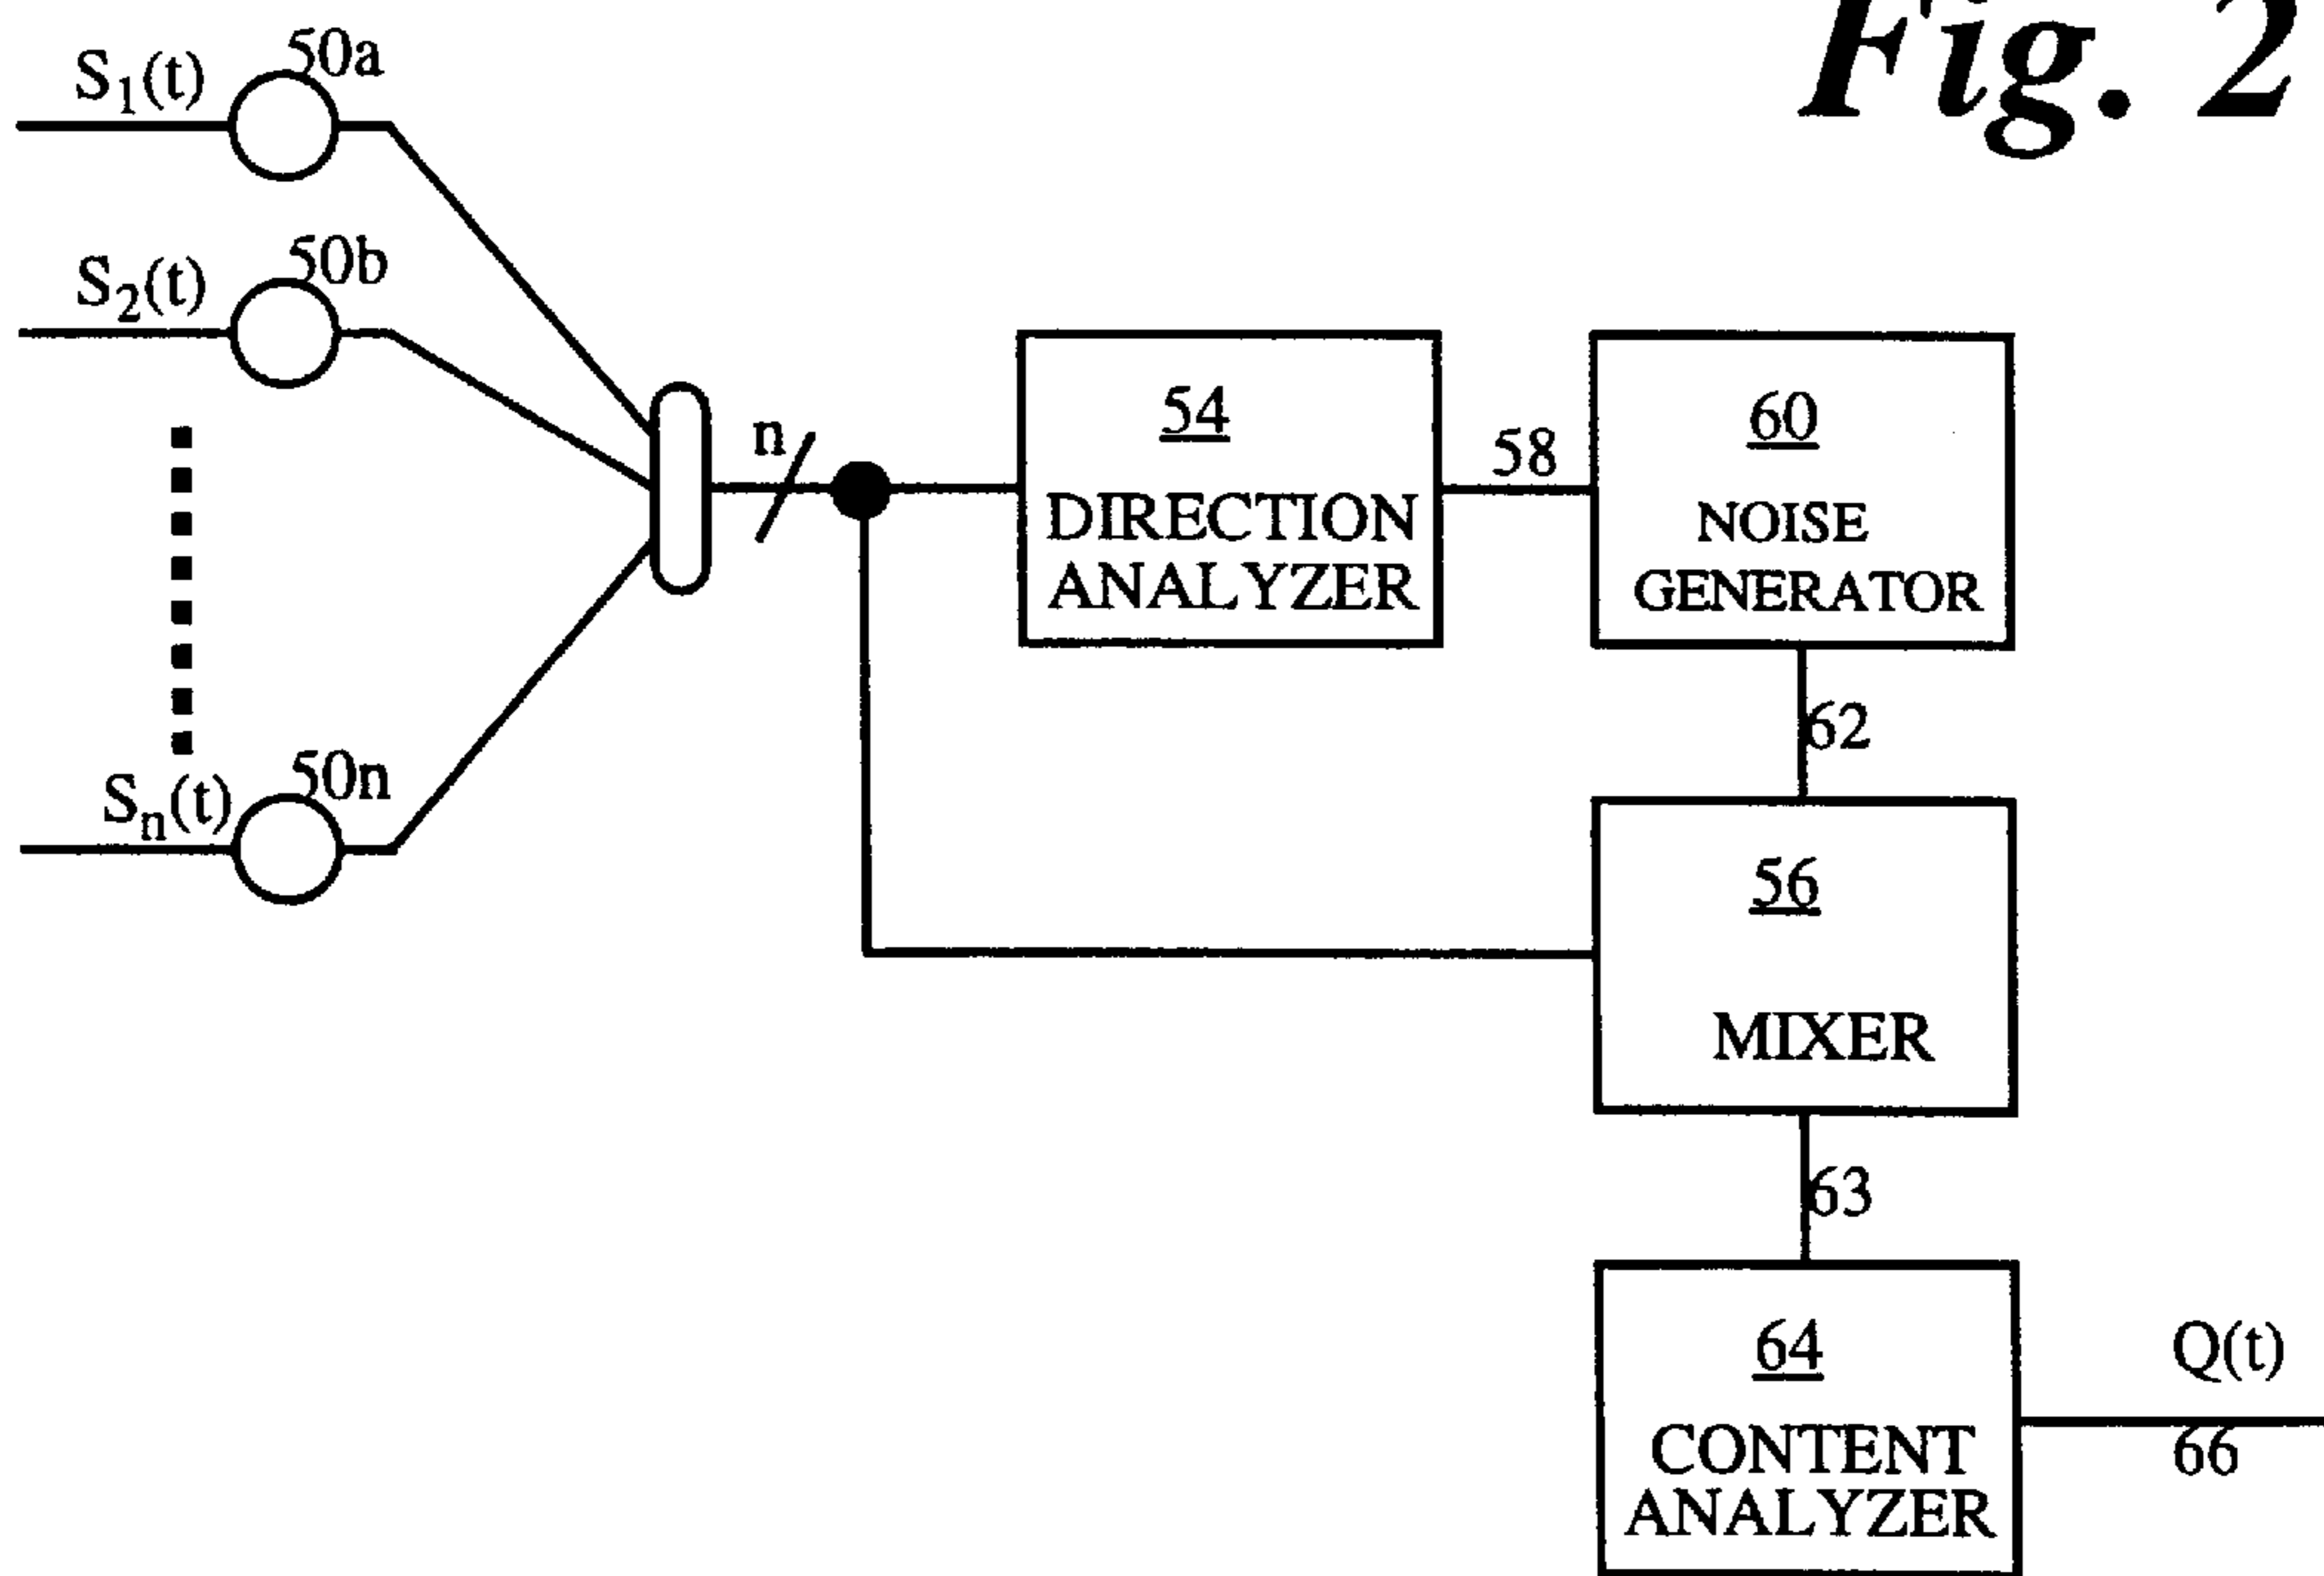 Fig. 2
50a
S1(t)
50b
S2(t)
n
54
DIRECTION
ANALYZER
58
60
NOISE
GENERATOR
62
50n
Sn(t)
56
MIXER
63
64
CONTENT
ANALYZER
Q(t)
66